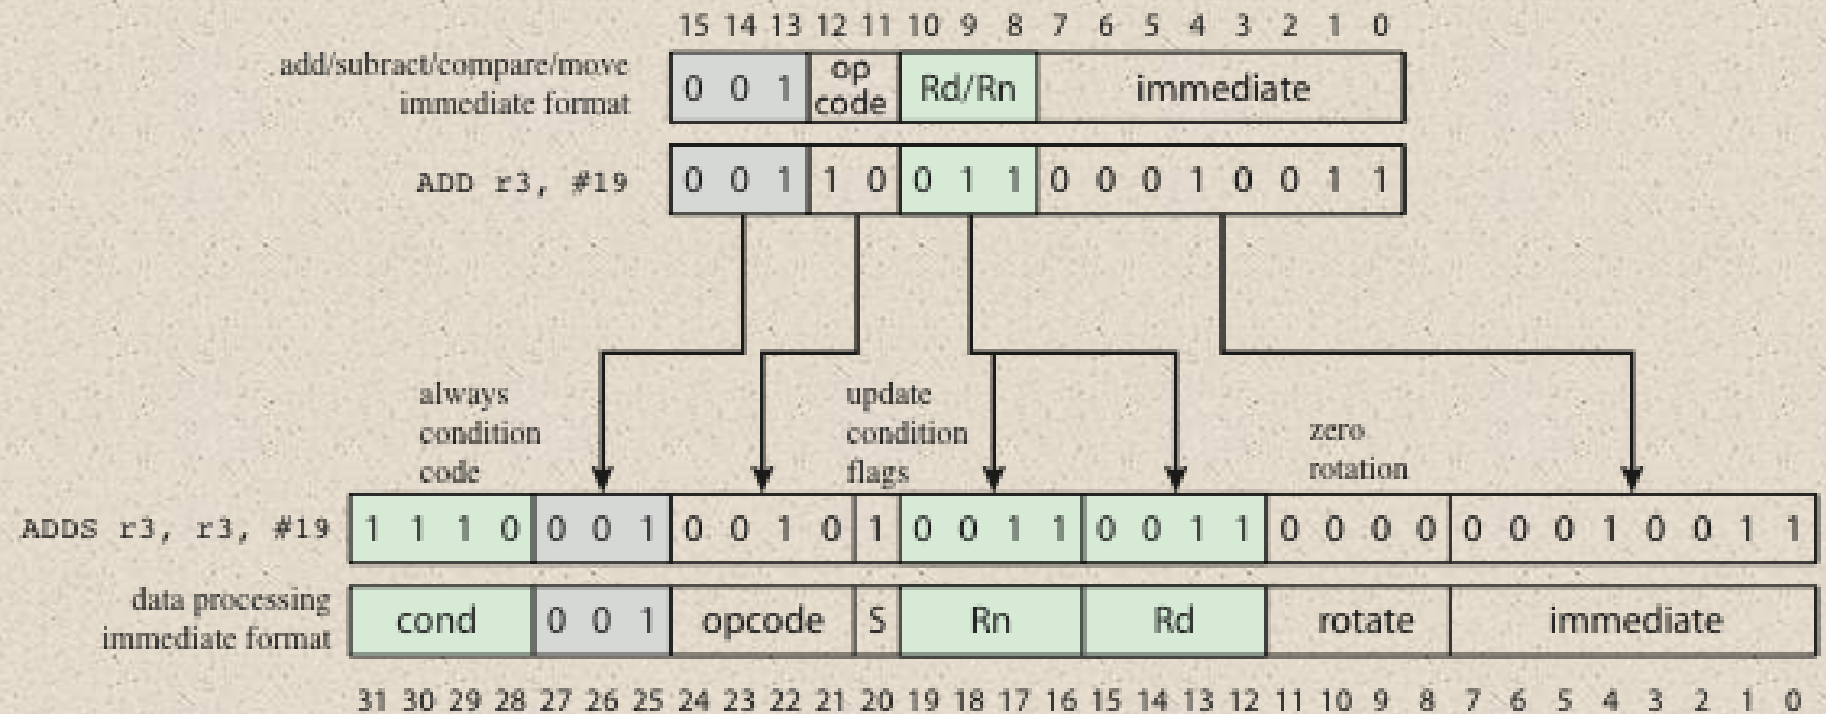 15 14 13 12 11 10 9 8 7 6 5 4 3 2 1 0
add/subract/compare/move
immediate format
0 0 1 op code Rd/Rn immediate
ADD r3, #19 0 0 1 1 0 0 1 1 0 0 0 1 0 0 1 1
always
condition
code
update
condition
flags
zero
rotation
ADDS r3, r3, #19 1 1 1 0 0 0 1 0 0 1 0 1 0 0 1 1 0 0 1 1 0 0 0 0 0 0 0 1 0 0 1 1
data processing
immediate format
cond 0 0 1 opcode S Rn Rd rotate immediate
31 30 29 28 27 26 25 24 23 22 21 20 19 18 17 16 15 14 13 12 11 10 9 8 7 6 5 4 3 2 1 0